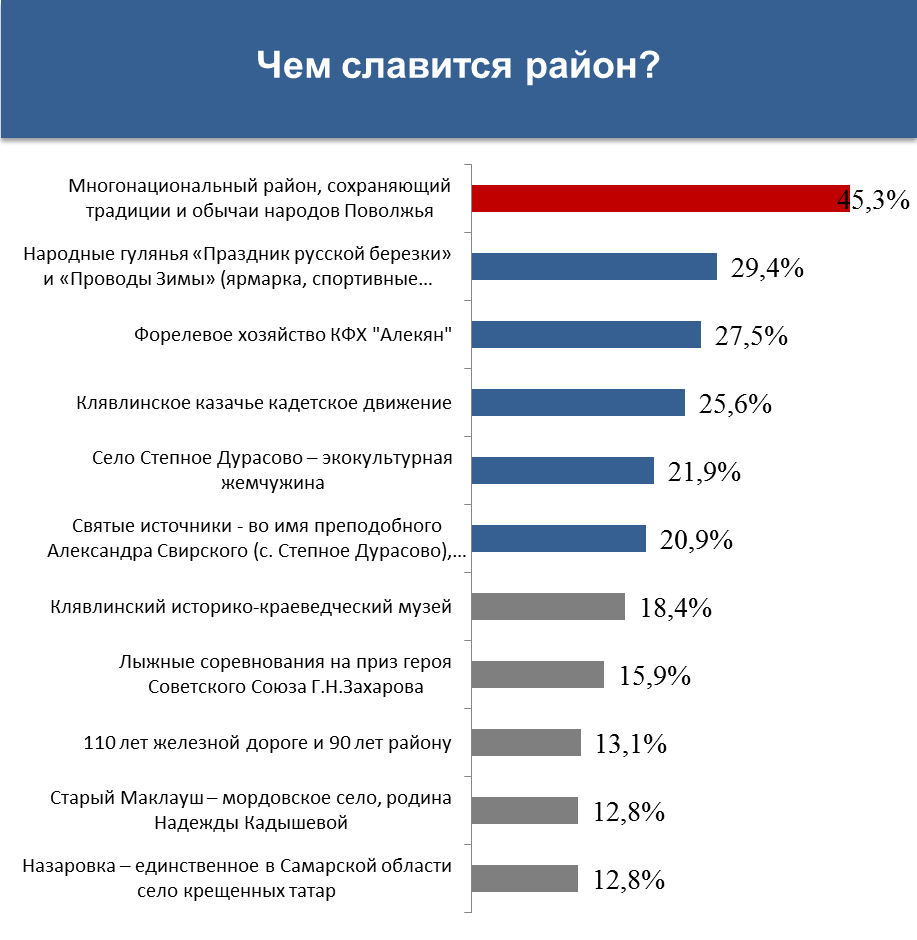 Чем славится район?
Многонациональный район, сохраняющий
традиции и обычаи народов Поволжья
45,3%
Народные гулянья «Праздник русской березки»
и «Проводы Зимы» (ярмарка, спортивные...
29,4%
Форелевое хозяйство КФХ "Алекян"
27,5%
Клявлинское казачье кадетское движение
25,6%
Село Степное Дурасово – экокультурная
жемчужина
21,9%
Святые источники - во имя преподобного
Александра Свирского (с. Степное Дурасово),...
20,9%
Клявлинский историко-краеведческий музей
18,4%
Лыжные соревнования на приз героя
Советского Союза Г.Н.Захарова
15,9%
110 лет железной дороге и 90 лет району
13,1%
Старый Маклауш – мордовское село, родина
Надежды Кадышевой
12,8%
Назаровка – единственное в Самарской области
село крещенных татар
12,8%